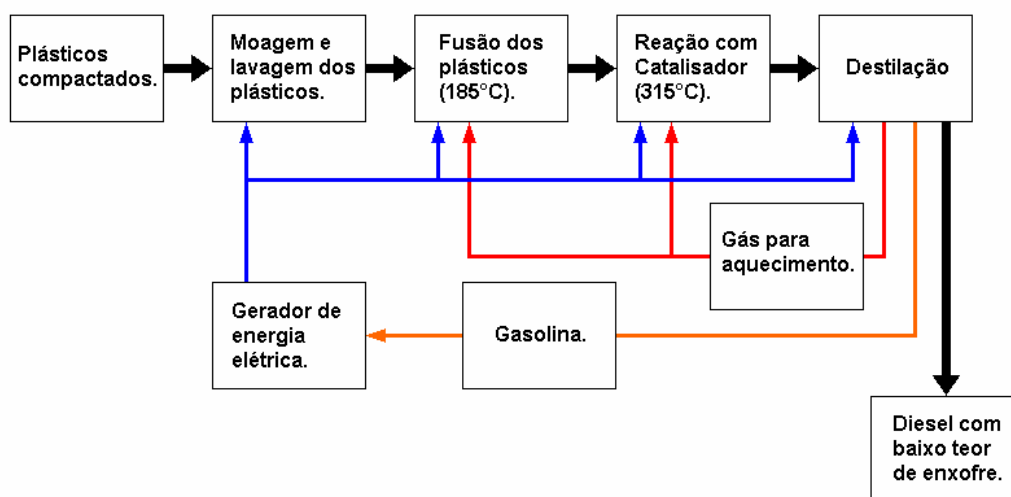 Plásticos
compactados.
Moagem e
lavagem dos
plásticos.
Fusão dos
plásticos
(185°C).
Reação com
Catalisador
(315°C).
Destilação
Gás para
aquecimento.
Gerador de
energia
elétrica.
Gasolina.
Diesel com
baixo teor
de enxofre.